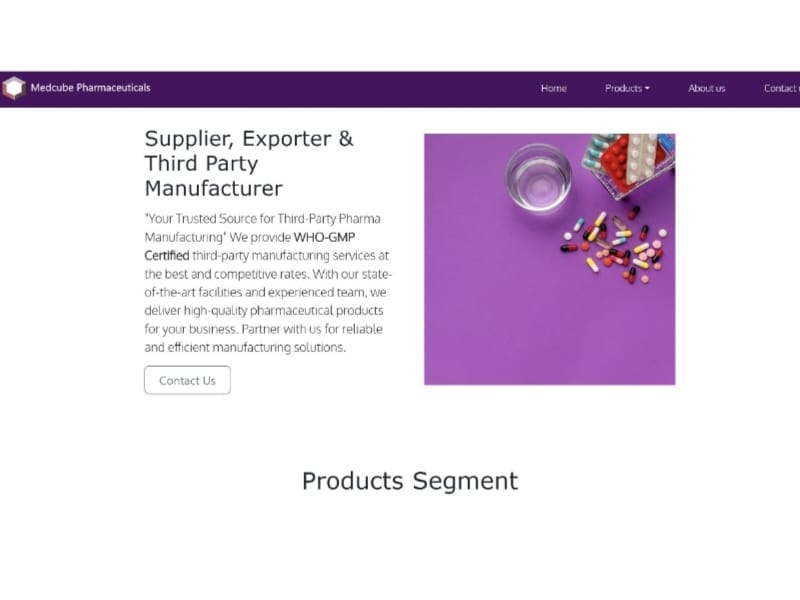 Medcube Pharmaceuticals
Home
Products
About us
Contact
Supplier, Exporter &
Third Party
Manufacturer
"Your Trusted Source for Third-Party Pharma
Manufacturing" We provide WHO-GMP
Certified third-party manufacturing services at
the best and competitive rates. With our state-
of-the-art facilities and experienced team, we
deliver high-quality pharmaceutical products
for your business. Partner with us for reliable
and efficient manufacturing solutions.
Contact Us
Products Segment